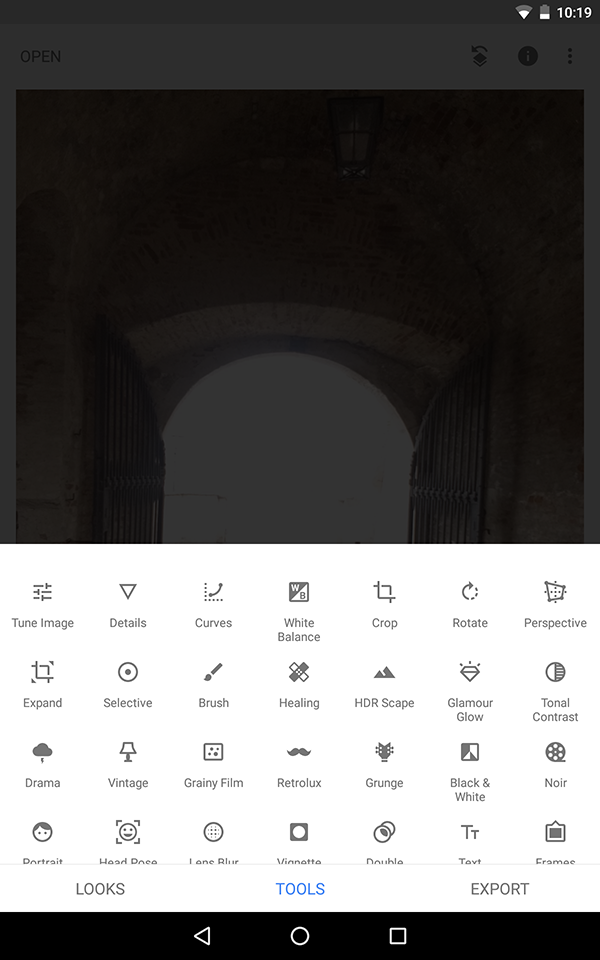 10:19
OPEN
Tune Image
Details
Curves
White
Balance
Crop
Rotate
Perspective
Expand
Selective
Brush
Healing
HDR Scape
Glamour
Glow
Tonal
Contrast
Drama
Vintage
Grainy Film
Retrolux
Grunge
Black &
White
Noir
Portrait
Head Pose
Lens Blur
Vignette
Double
Text
Frames
LOOKS
TOOLS
EXPORT